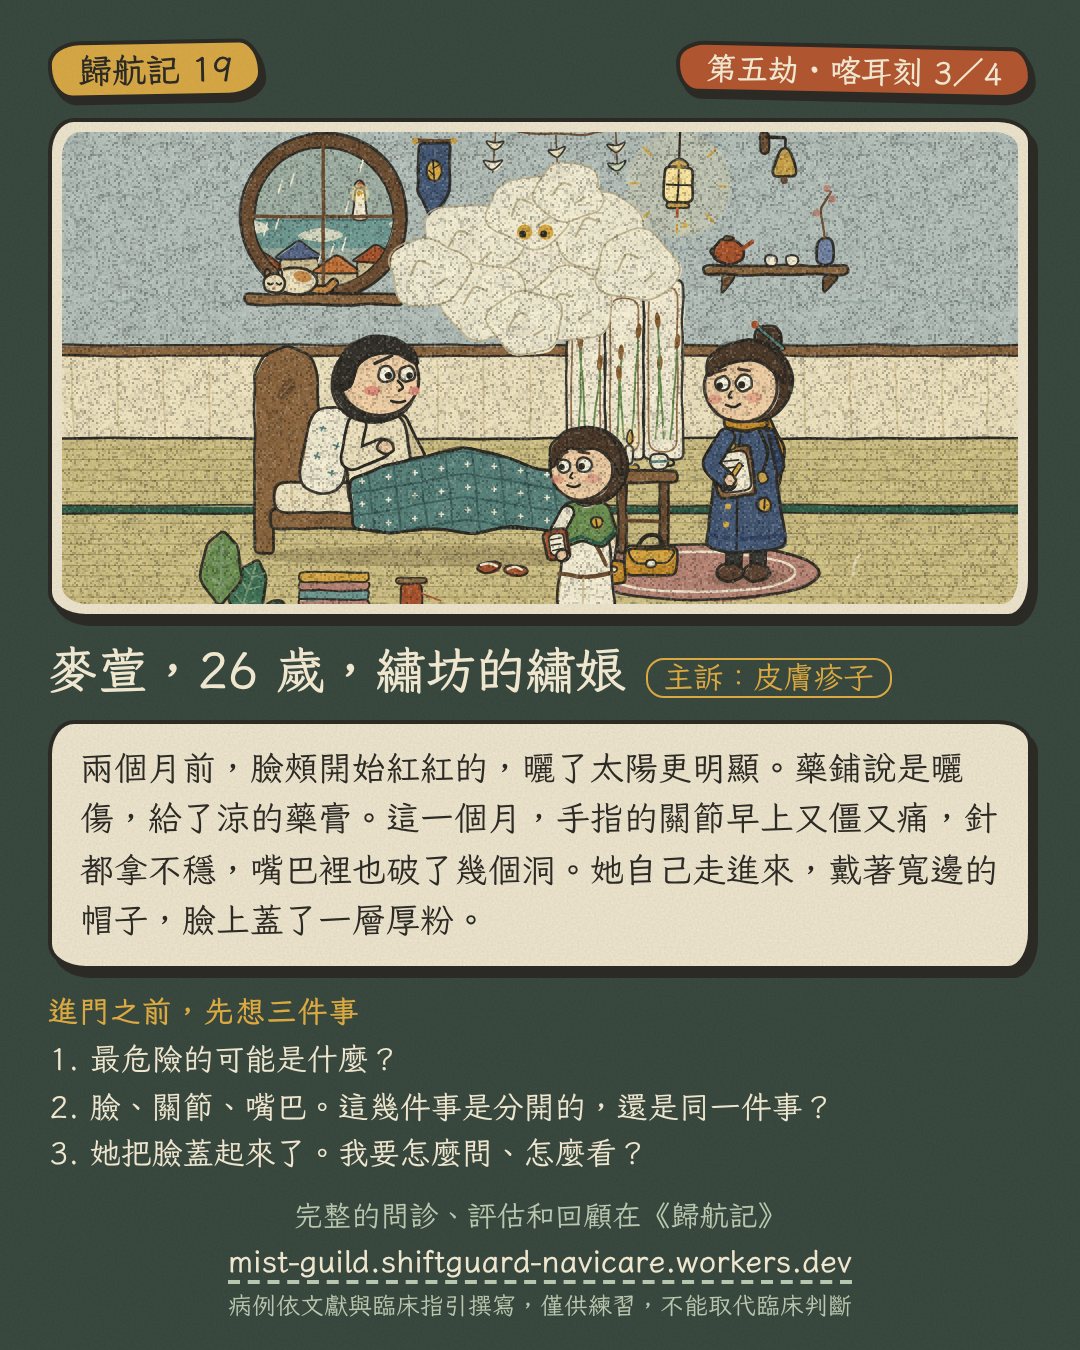 歸航記 19
第五劫・喀耳刻 3／4
麥萱，26 歲，繡坊的繡娘
主訴：皮膚疹子
兩個月前，臉頰開始紅紅的，曬了太陽更明顯。藥鋪說是曬
傷，給了涼的藥膏。這一個月，手指的關節早上又僵又痛，針
都拿不穩，嘴巴裡也破了幾個洞。她自己走進來，戴著寬邊的
帽子，臉上蓋了一層厚粉。
進門之前，先想三件事
1. 最危險的可能是什麼？
2. 臉、關節、嘴巴。這幾件事是分開的，還是同一件事？
3. 她把臉蓋起來了。我要怎麼問、怎麼看？
完整的問診、評估和回顧在《歸航記》
mist-guild.shiftguard-navicare.workers.dev
病例依文獻與臨床指引撰寫，僅供練習，不能取代臨床判斷